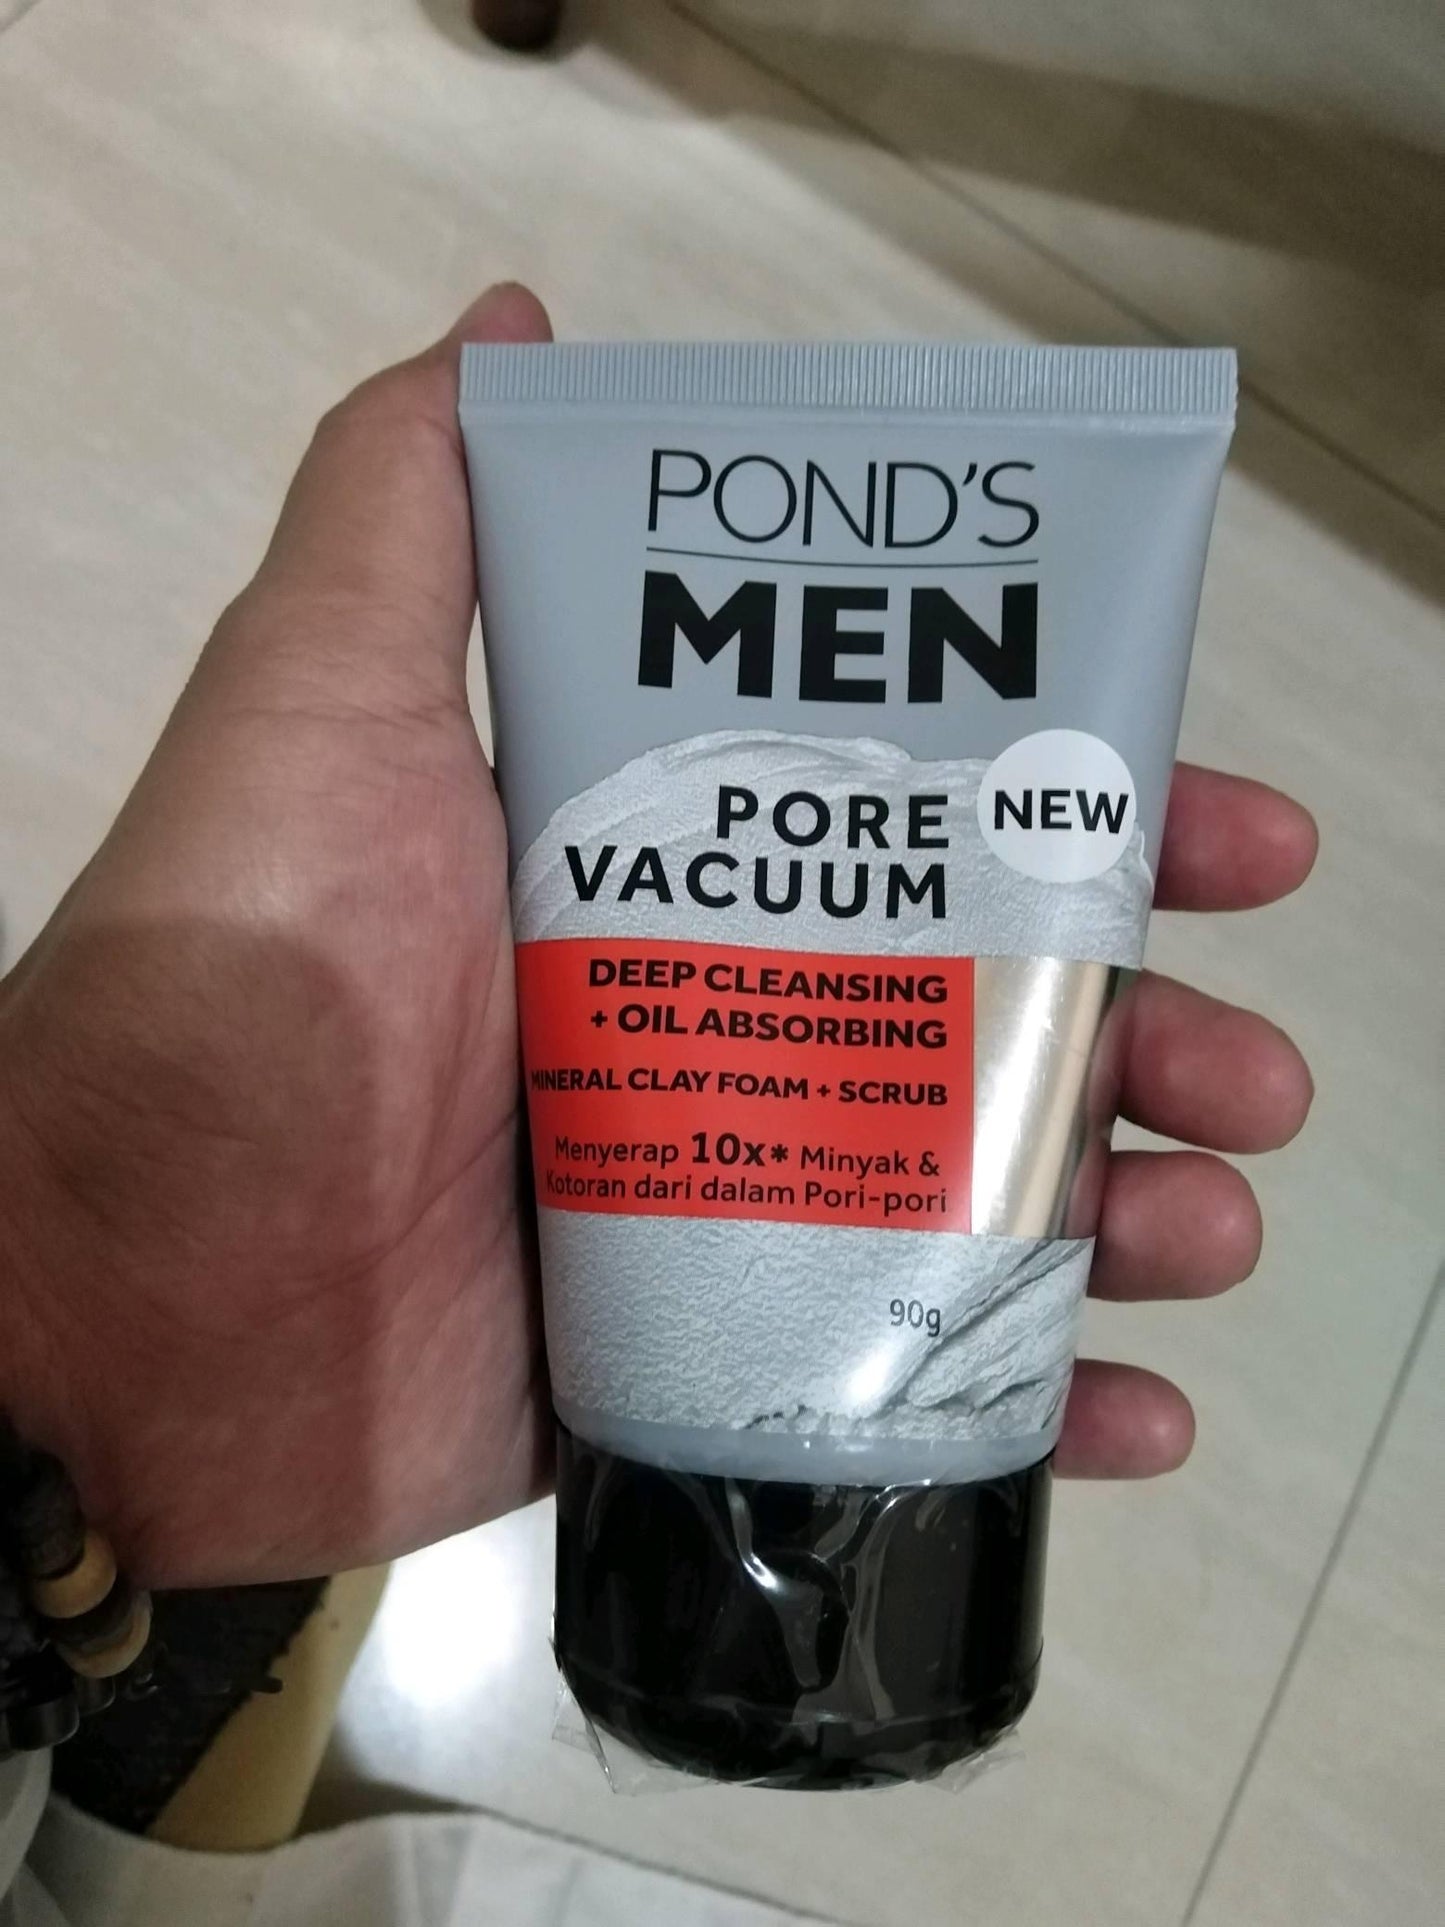 POND'S
MEN
NEW
PORE
VACUUM
DEEP CLEANSING
+ OIL ABSORBING
MINERAL CLAY FOAM + SCRUB
Menyerap 10x* Minyak &
Kotoran dari dalam Pori-pori
90g